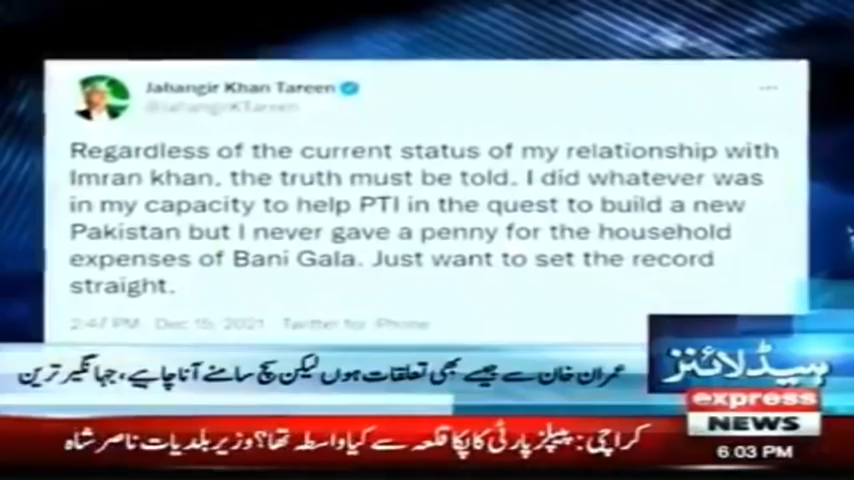 Jahangir Khan Tareen
@JahangirKTareen
Regardless of the current status of my relationship with
Imran khan, the truth must be told. I did whatever was
in my capacity to help PTI in the quest to build a new
Pakistan but I never gave a penny for the household
expenses of Bani Gala. Just want to set the record
straight.
2:47 PM · Dec 15, 2021 · Twitter for iPhone
ہیڈلائنز
عمران خان سے جیسے بھی تعلقات ہوں لیکن سچ سامنے آنا چاہیے، جہانگیر ترین
express
NEWS
کراچی: پیپلز پارٹی کا پکا قلعہ سے کیا واسطہ تھا؟ وزیر بلدیات ناصر شاہ
6:03 PM